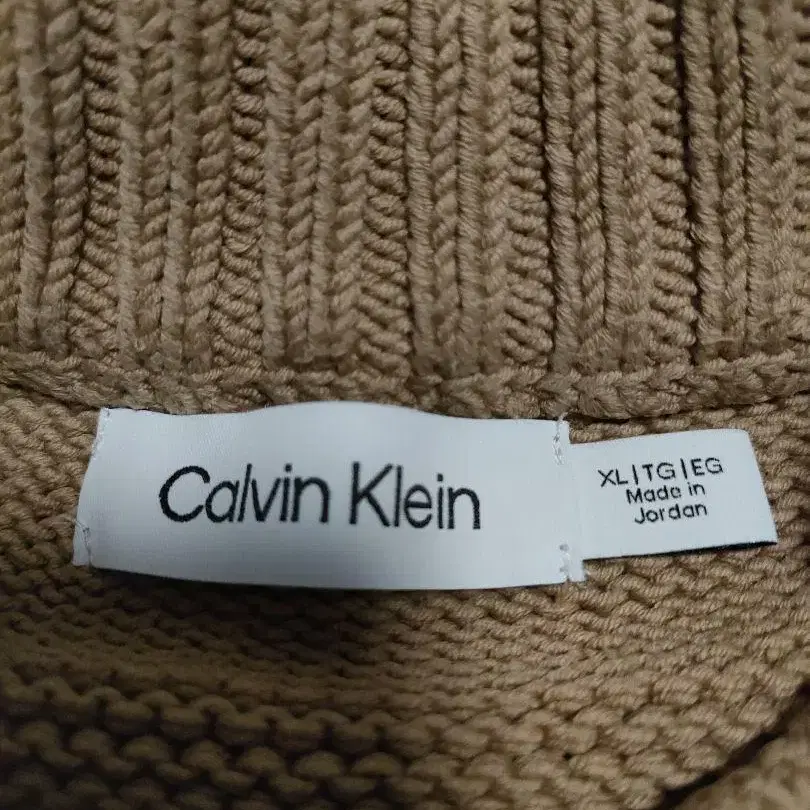 Calvin Klein
XL|TG|EG
Made in
Jordan